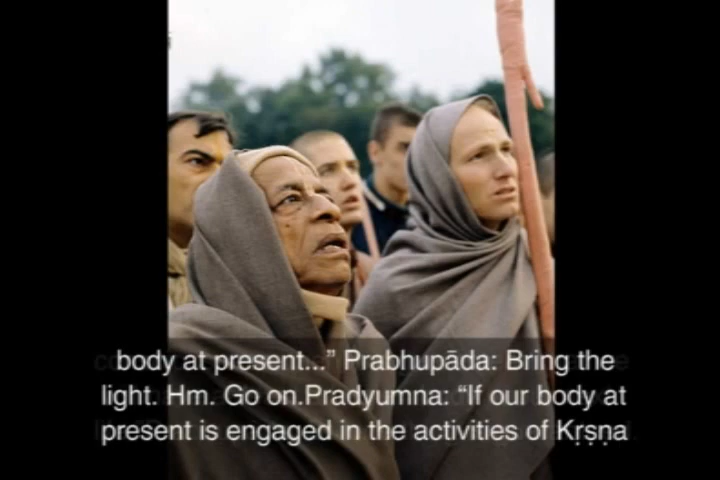 body at present...” Prabhupāda: Bring the
light. Hm. Go on.Pradyumna: “If our body at
present is engaged in the activities of Kṛṣṇa